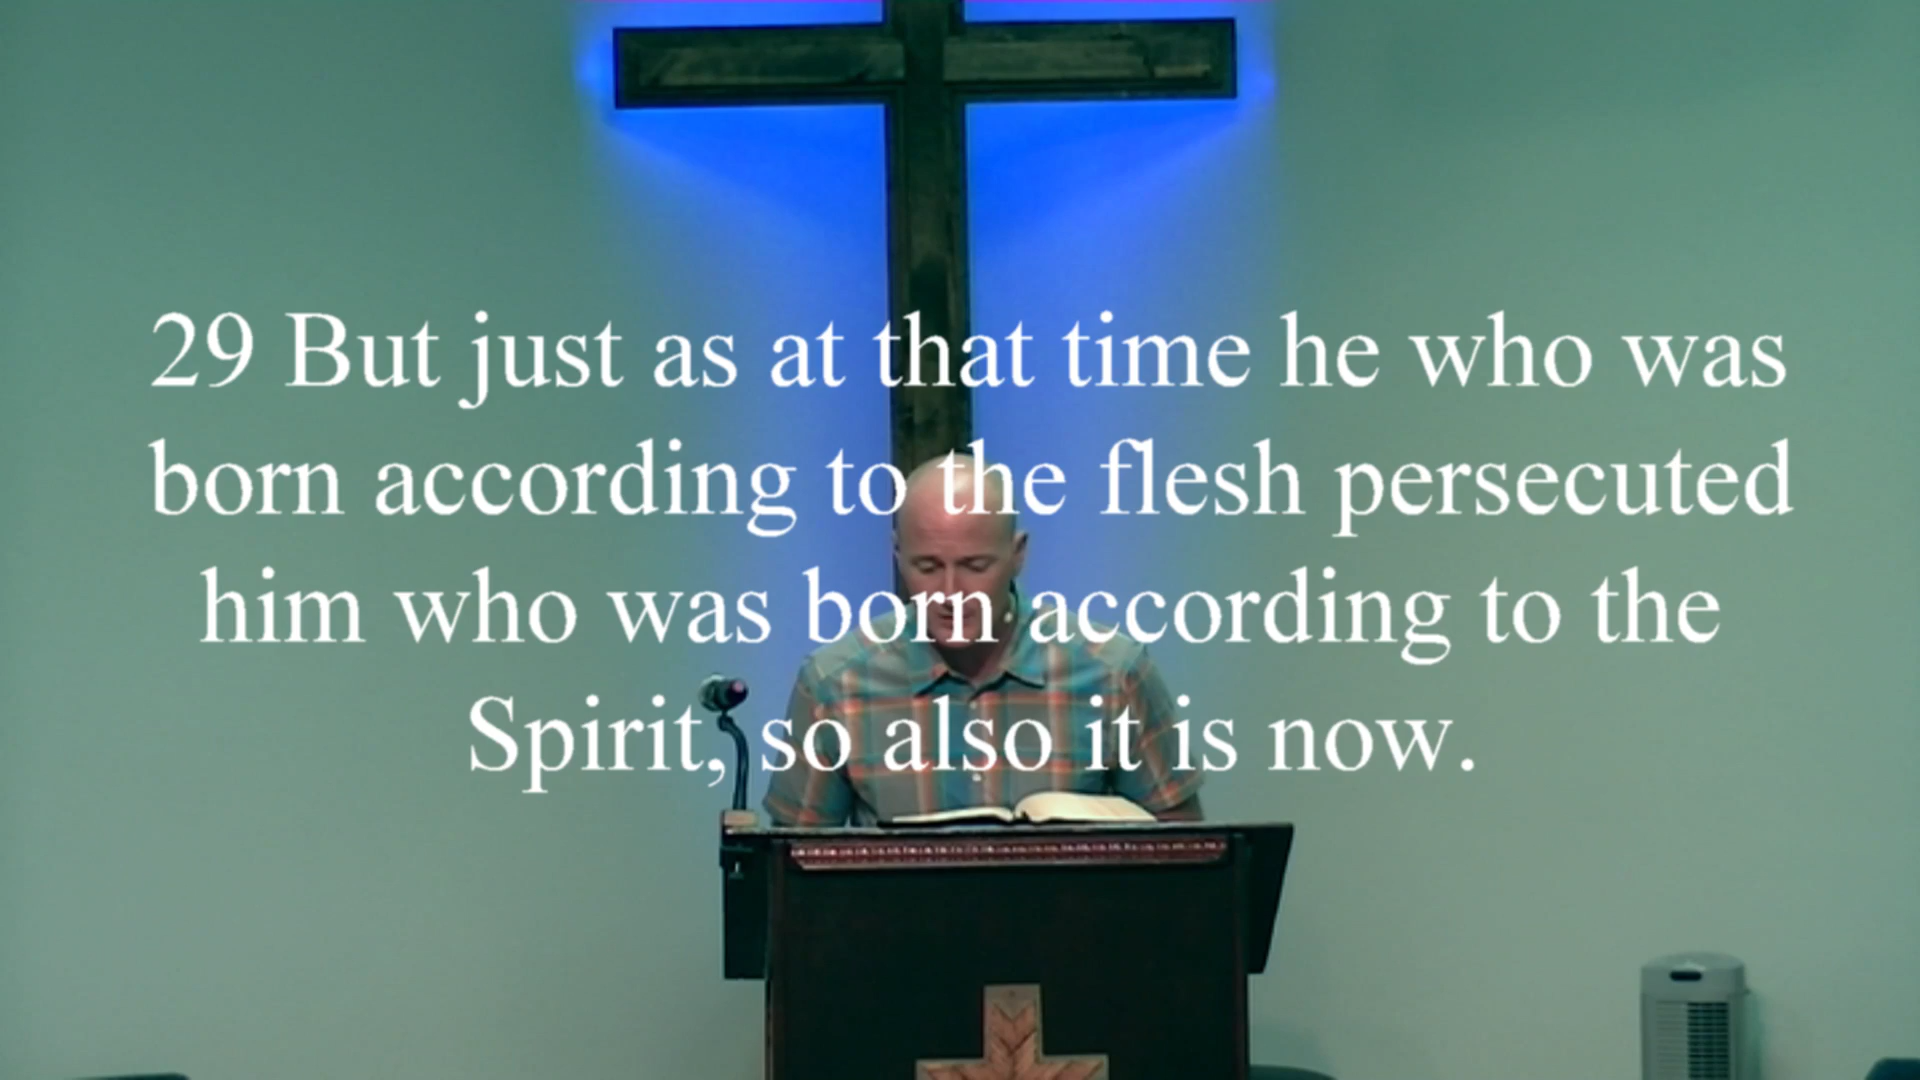 29 But just as at that time he who was
born according to the flesh persecuted
him who was born according to the
Spirit, so also it is now.